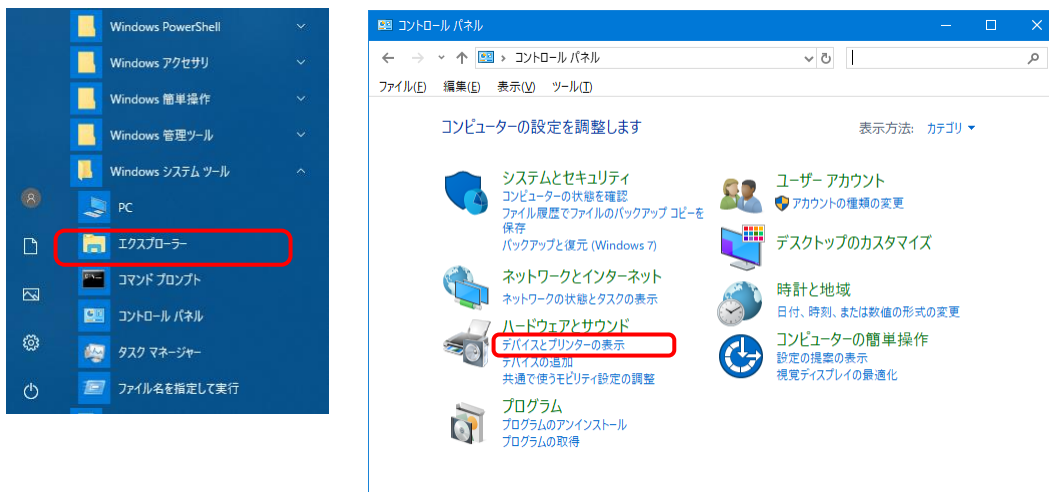 Windows PowerShell
Windows アクセサリ
Windows 簡単操作
Windows 管理ツール
Windows システム ツール
PC
エクスプローラー
コマンド プロンプト
コントロール パネル
タスク マネージャー
ファイル名を指定して実行
コントロール パネル
コントロール パネル
ファイル(F) 編集(E) 表示(V) ツール(T)
コンピューターの設定を調整します
表示方法: カテゴリ
システムとセキュリティ
コンピューターの状態を確認
ファイル履歴でファイルのバックアップ コピーを
保存
バックアップと復元 (Windows 7)
ネットワークとインターネット
ネットワークの状態とタスクの表示
ハードウェアとサウンド
デバイスとプリンターの表示
デバイスの追加
共通で使うモビリティ設定の調整
プログラム
プログラムのアンインストール
プログラムの取得
ユーザー アカウント
アカウントの種類の変更
デスクトップのカスタマイズ
時計と地域
日付、時刻、または数値の形式の変更
コンピューターの簡単操作
設定の提案の表示
視覚ディスプレイの最適化